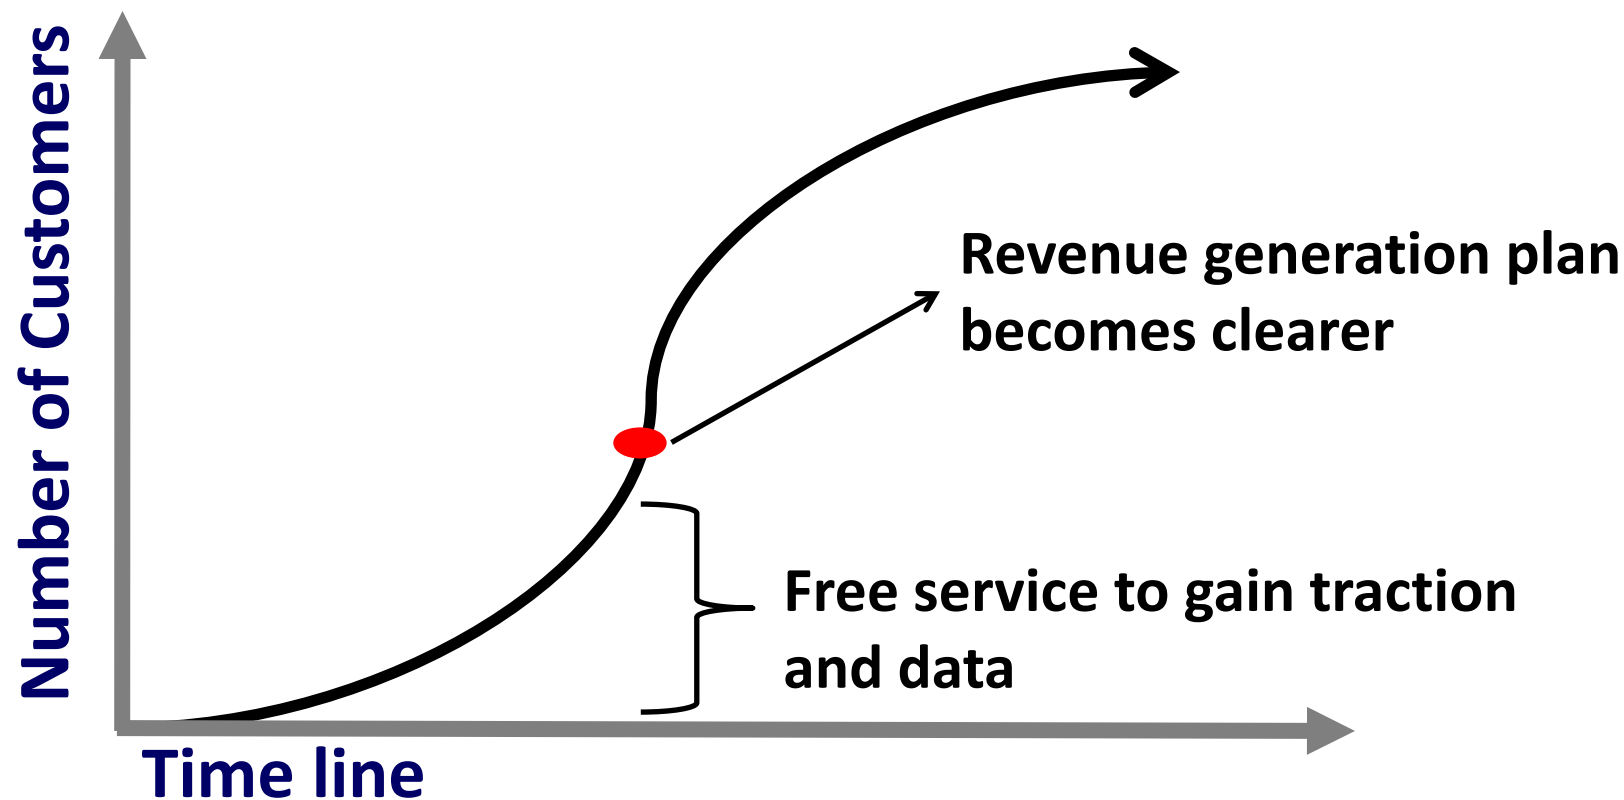 Number of Customers
Revenue generation plan
becomes clearer
Free service to gain traction
and data
Time line